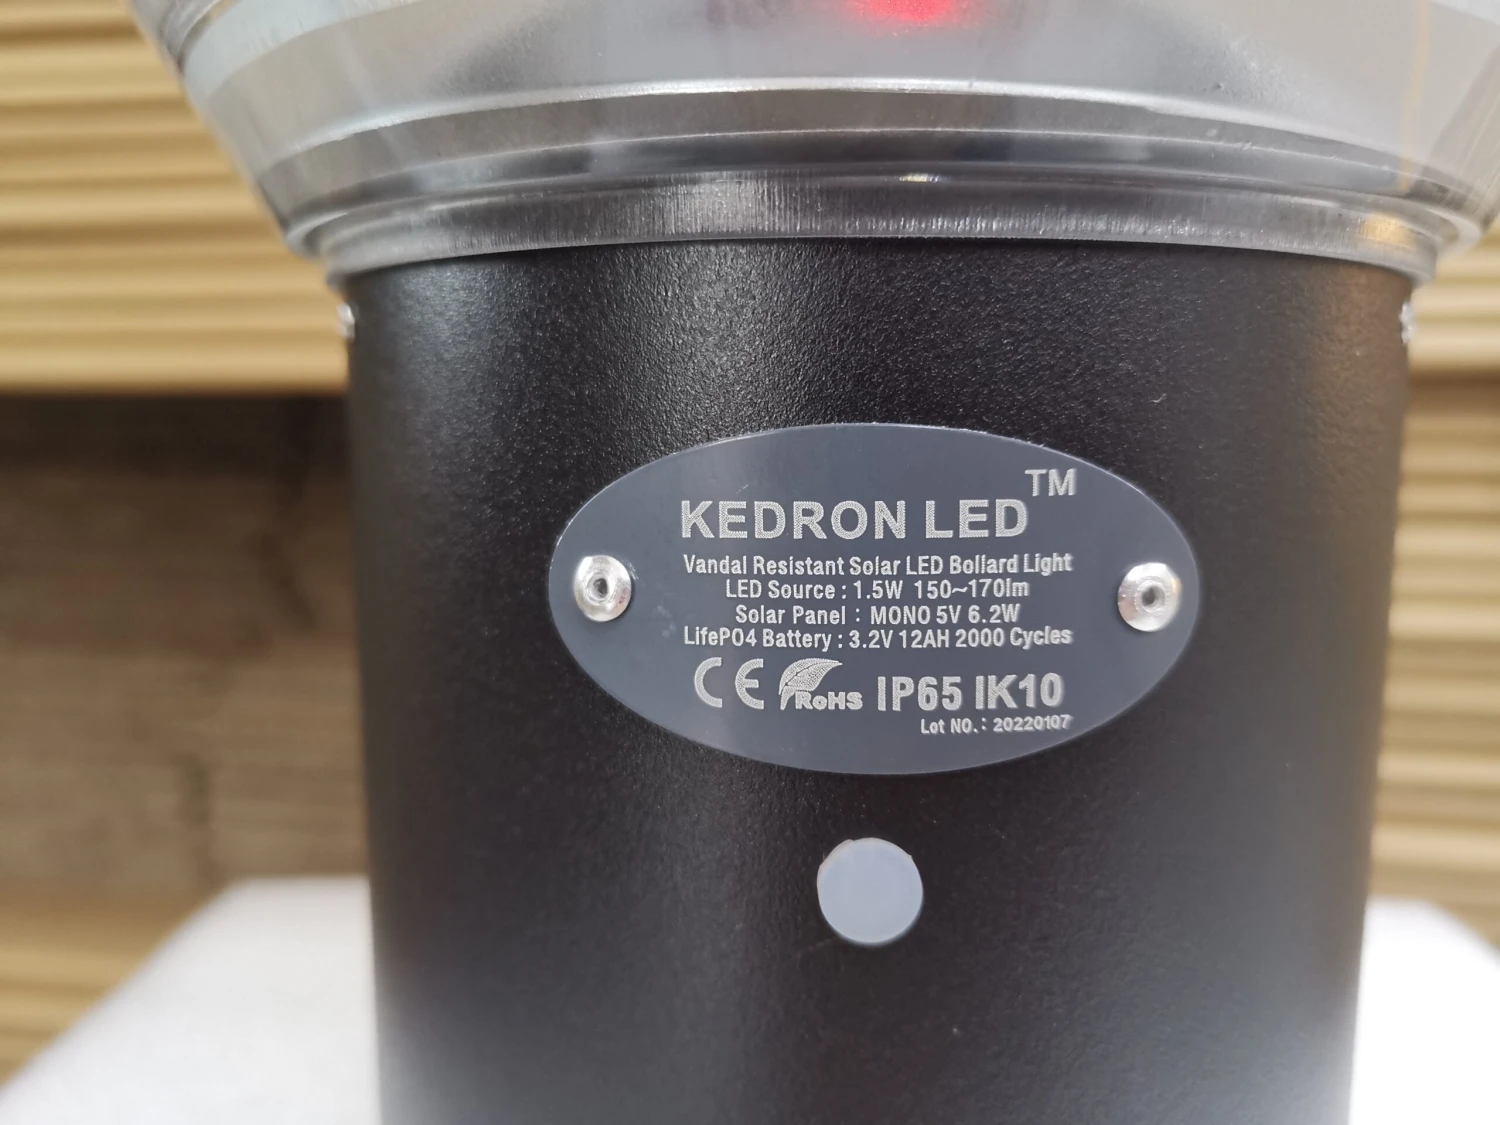 KEDRON LED™
Vandal Resistant Solar LED Bollard Light
LED Source : 1.5W 150~170lm
Solar Panel : MONO 5V 6.2W
LifePO4 Battery : 3.2V 12AH 2000 Cycles
CE RoHS IP65 IK10
Lot NO.: 20220107